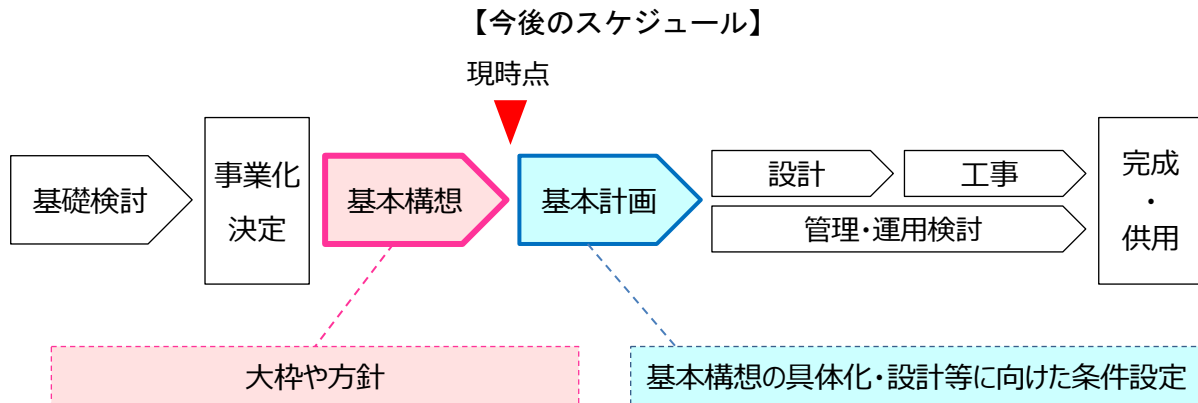 【今後のスケジュール】
現時点
基礎検討
事業化
決定
基本構想
基本計画
設計
工事
管理・運用検討
完成
・
供用
大枠や方針
基本構想の具体化・設計等に向けた条件設定